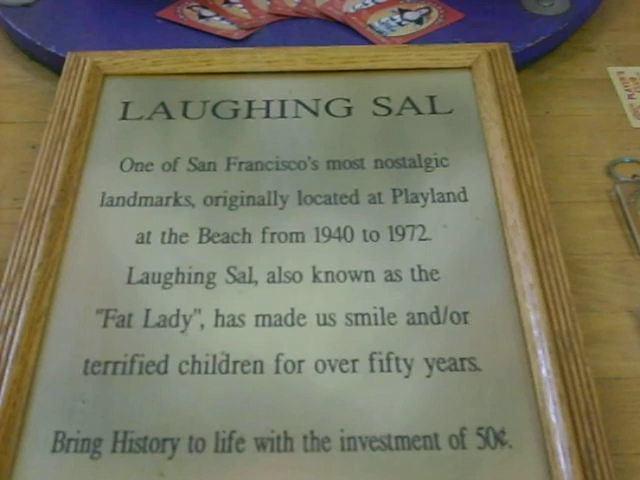 LAUGHING SAL
One of San Francisco's most nostalgic
landmarks, originally located at Playland
at the Beach from 1940 to 1972.
Laughing Sal, also known as the
"Fat Lady", has made us smile and/or
terrified children for over fifty years.
Bring History to life with the investment of 50¢.